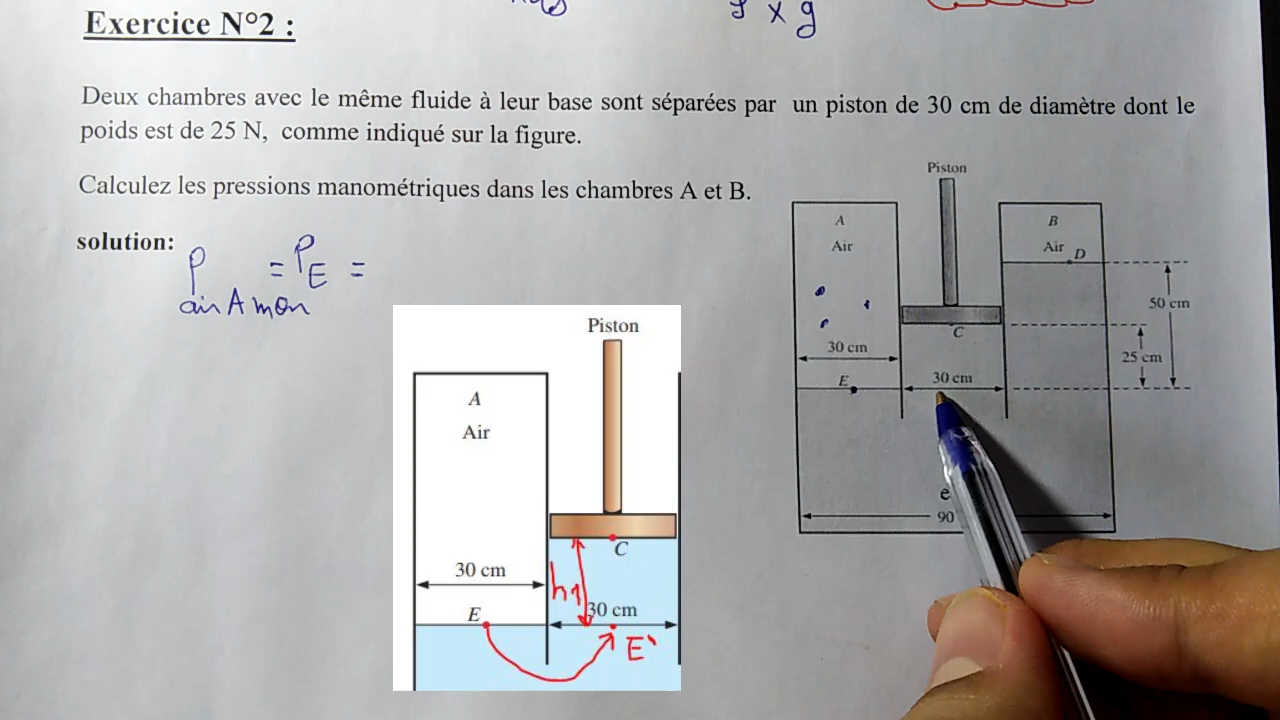 ρ x g
Exercice N°2 :
Deux chambres avec le même fluide à leur base sont séparées par un piston de 30 cm de diamètre dont le
poids est de 25 N, comme indiqué sur la figure.
Calculez les pressions manométriques dans les chambres A et B.
solution:
P air A mon = P E =
Piston
A
Air
B
Air
D
50 cm
C
25 cm
30 cm
E
30 cm
e
90
Piston
A
Air
C
30 cm
h1
E
30 cm
E'